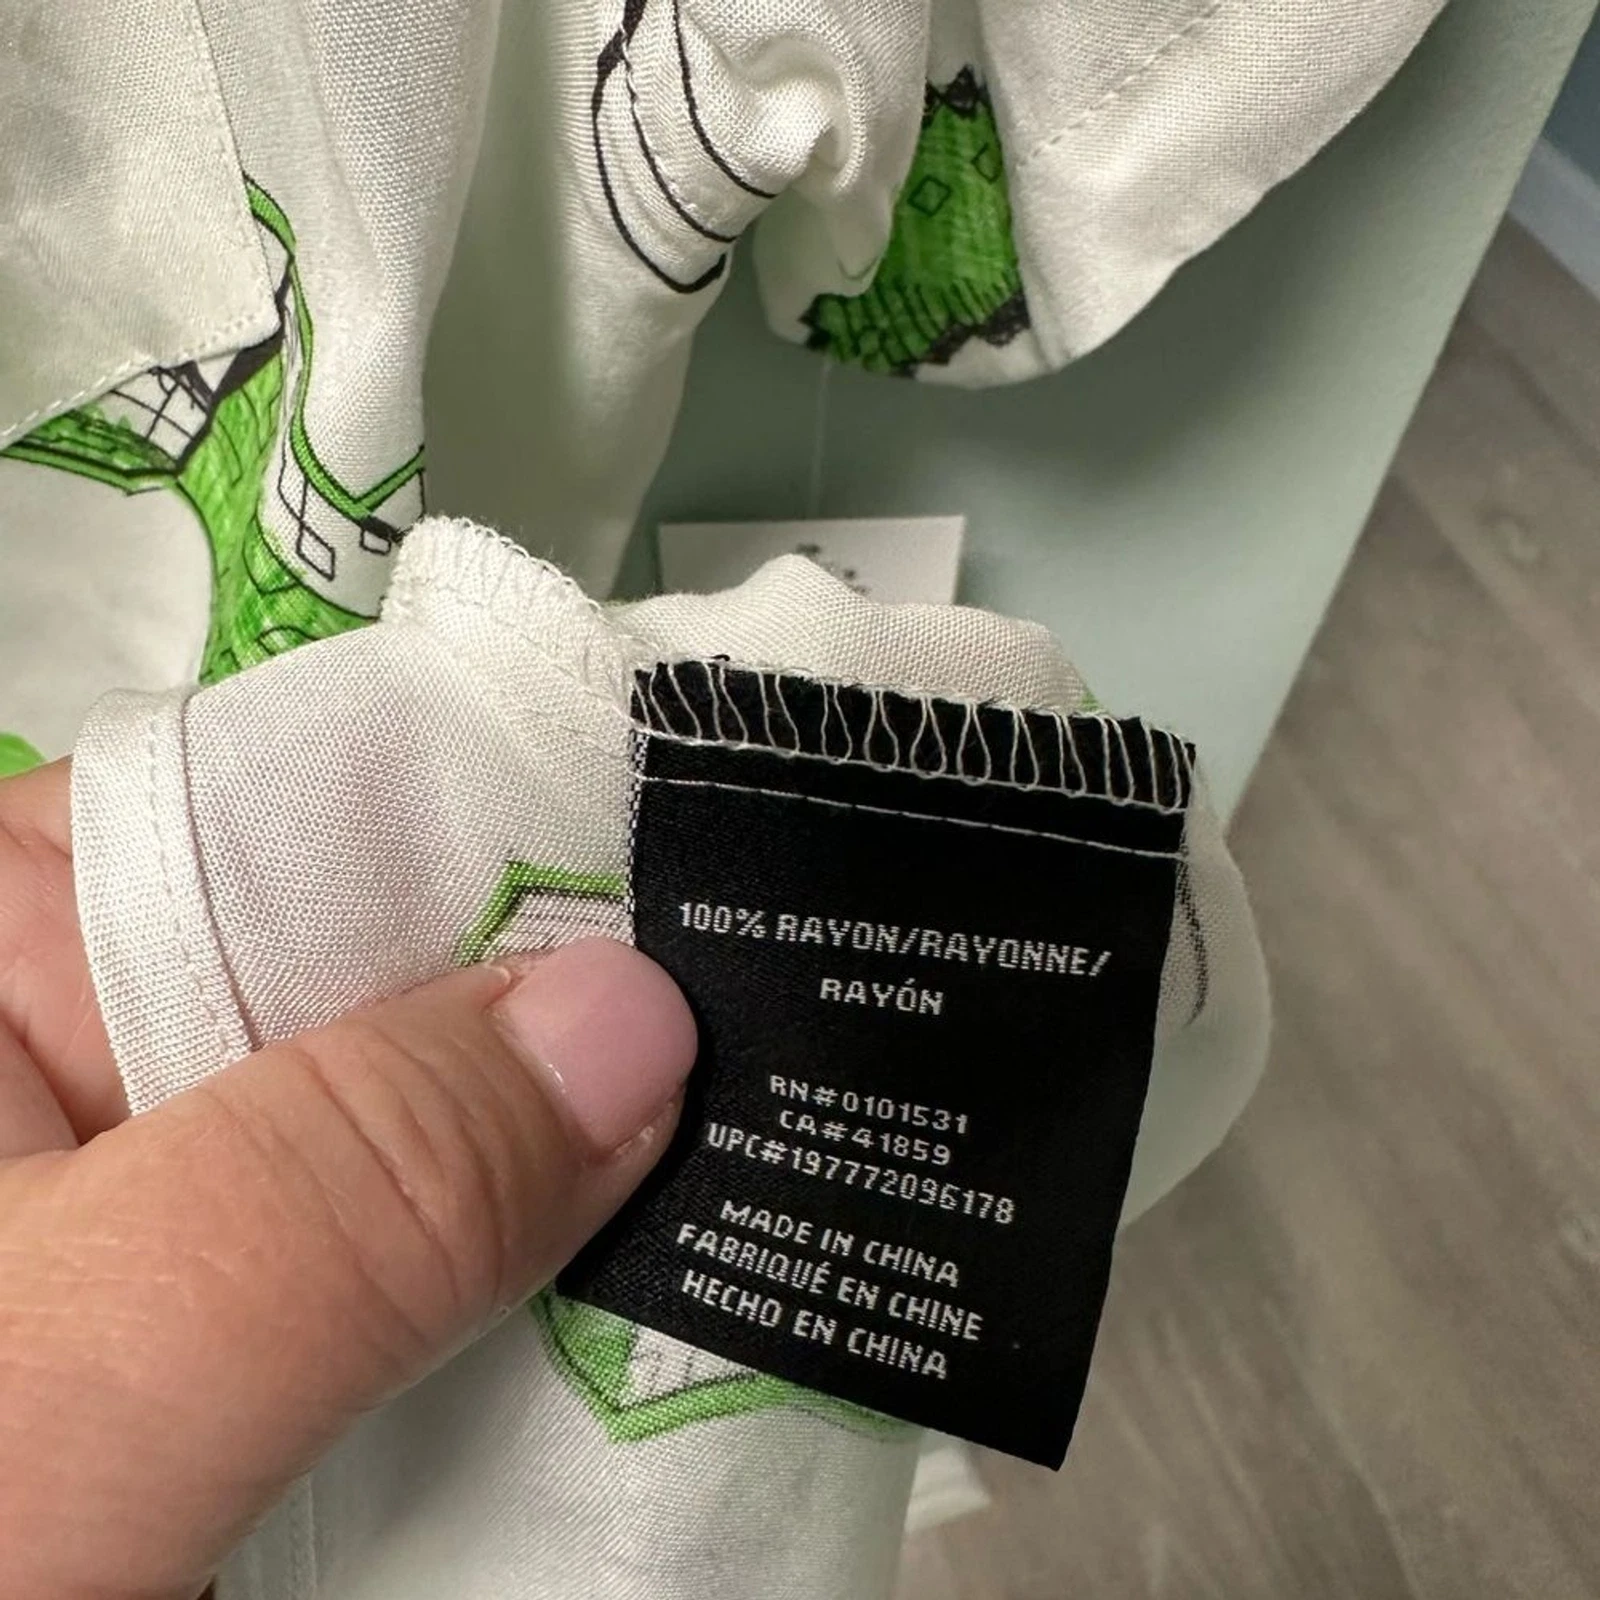 100% RAYON/RAYONNE/
RAYÓN
RN#0101531
CA#41859
UPC#197772096178
MADE IN CHINA
FABRIQUÉ EN CHINE
HECHO EN CHINA